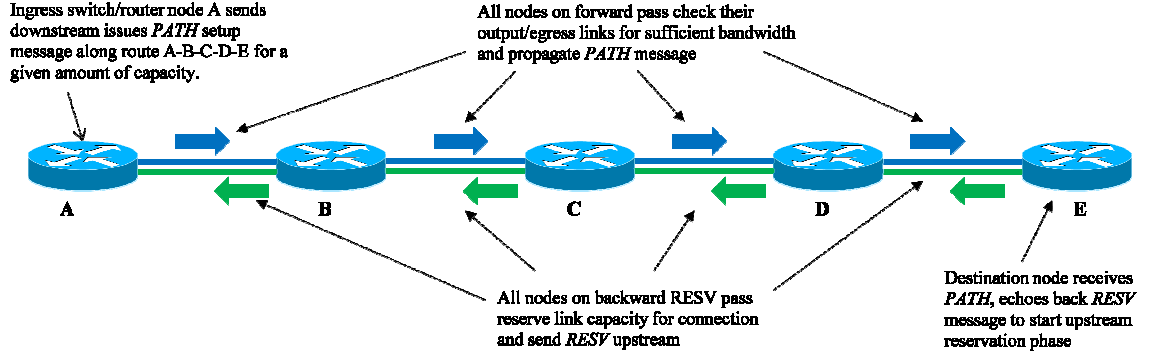 Ingress switch/router node A sends
downstream issues PATH setup
message along route A-B-C-D-E for a
given amount of capacity.
All nodes on forward pass check their
output/egress links for sufficient bandwidth
and propagate PATH message
A
B
C
D
E
All nodes on backward RESV pass
reserve link capacity for connection
and send RESV upstream
Destination node receives
PATH, echoes back RESV
message to start upstream
reservation phase